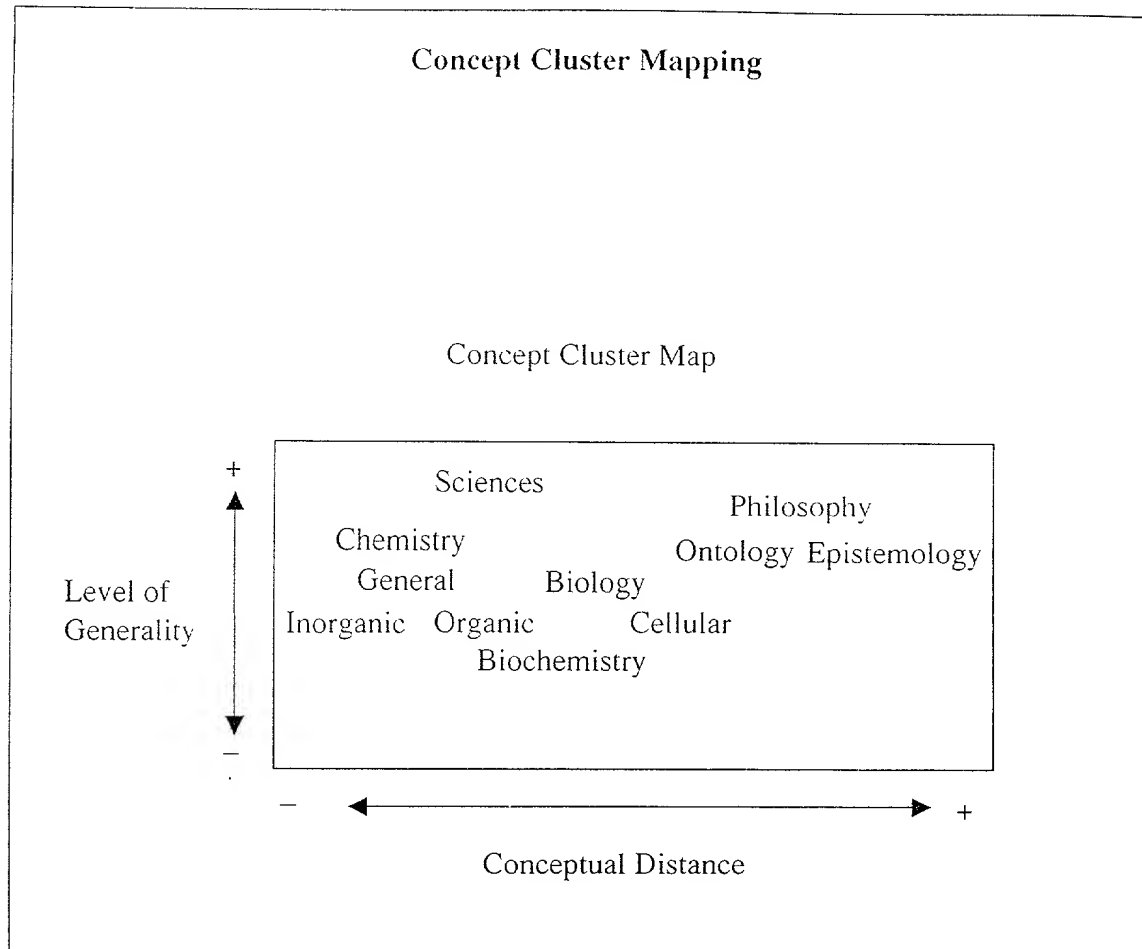 Concept Cluster Mapping
Concept Cluster Map
+
Sciences
Philosophy
Chemistry
Ontology Epistemology
General
Biology
Level of
Generality
Inorganic Organic Cellular
Biochemistry
–
– +
Conceptual Distance